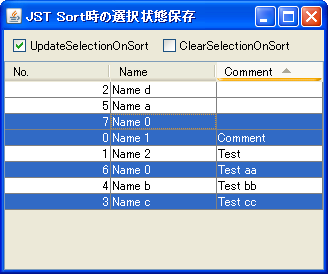 JST Sort時の選択状態保存
UpdateSelectionOnSort ClearSelectionOnSort
No. Name Comment
2 Name d
5 Name a
7 Name 0
0 Name 1 Comment
1 Name 2 Test
6 Name 0 Test aa
4 Name b Test bb
3 Name c Test cc